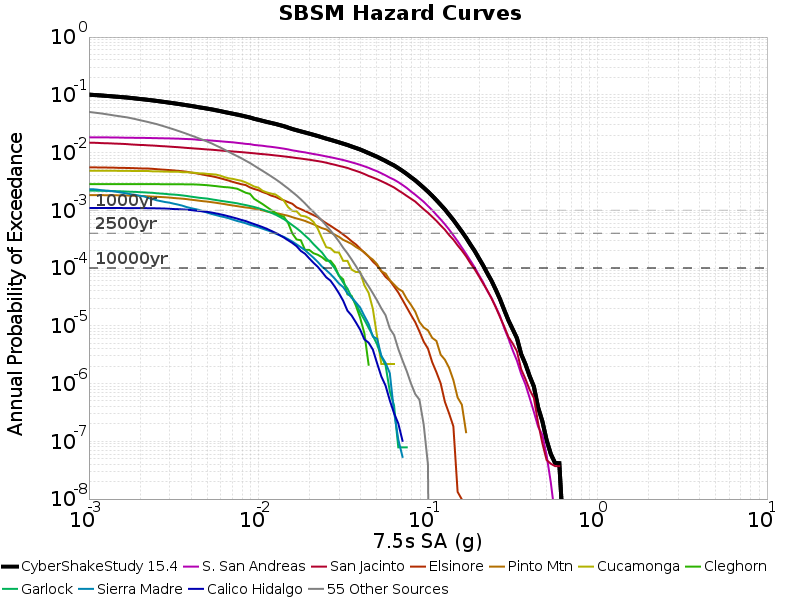 SBSM Hazard Curves
Annual Probability of Exceedance
10^0
10^-1
10^-2
10^-3
10^-4
10^-5
10^-6
10^-7
10^-8
1000yr
2500yr
10000yr
10^-3 10^-2 10^-1 10^0 10^1
7.5s SA (g)
CyberShakeStudy 15.4 S. San Andreas San Jacinto Elsinore Pinto Mtn Cucamonga Cleghorn
Garlock Sierra Madre Calico Hidalgo 55 Other Sources